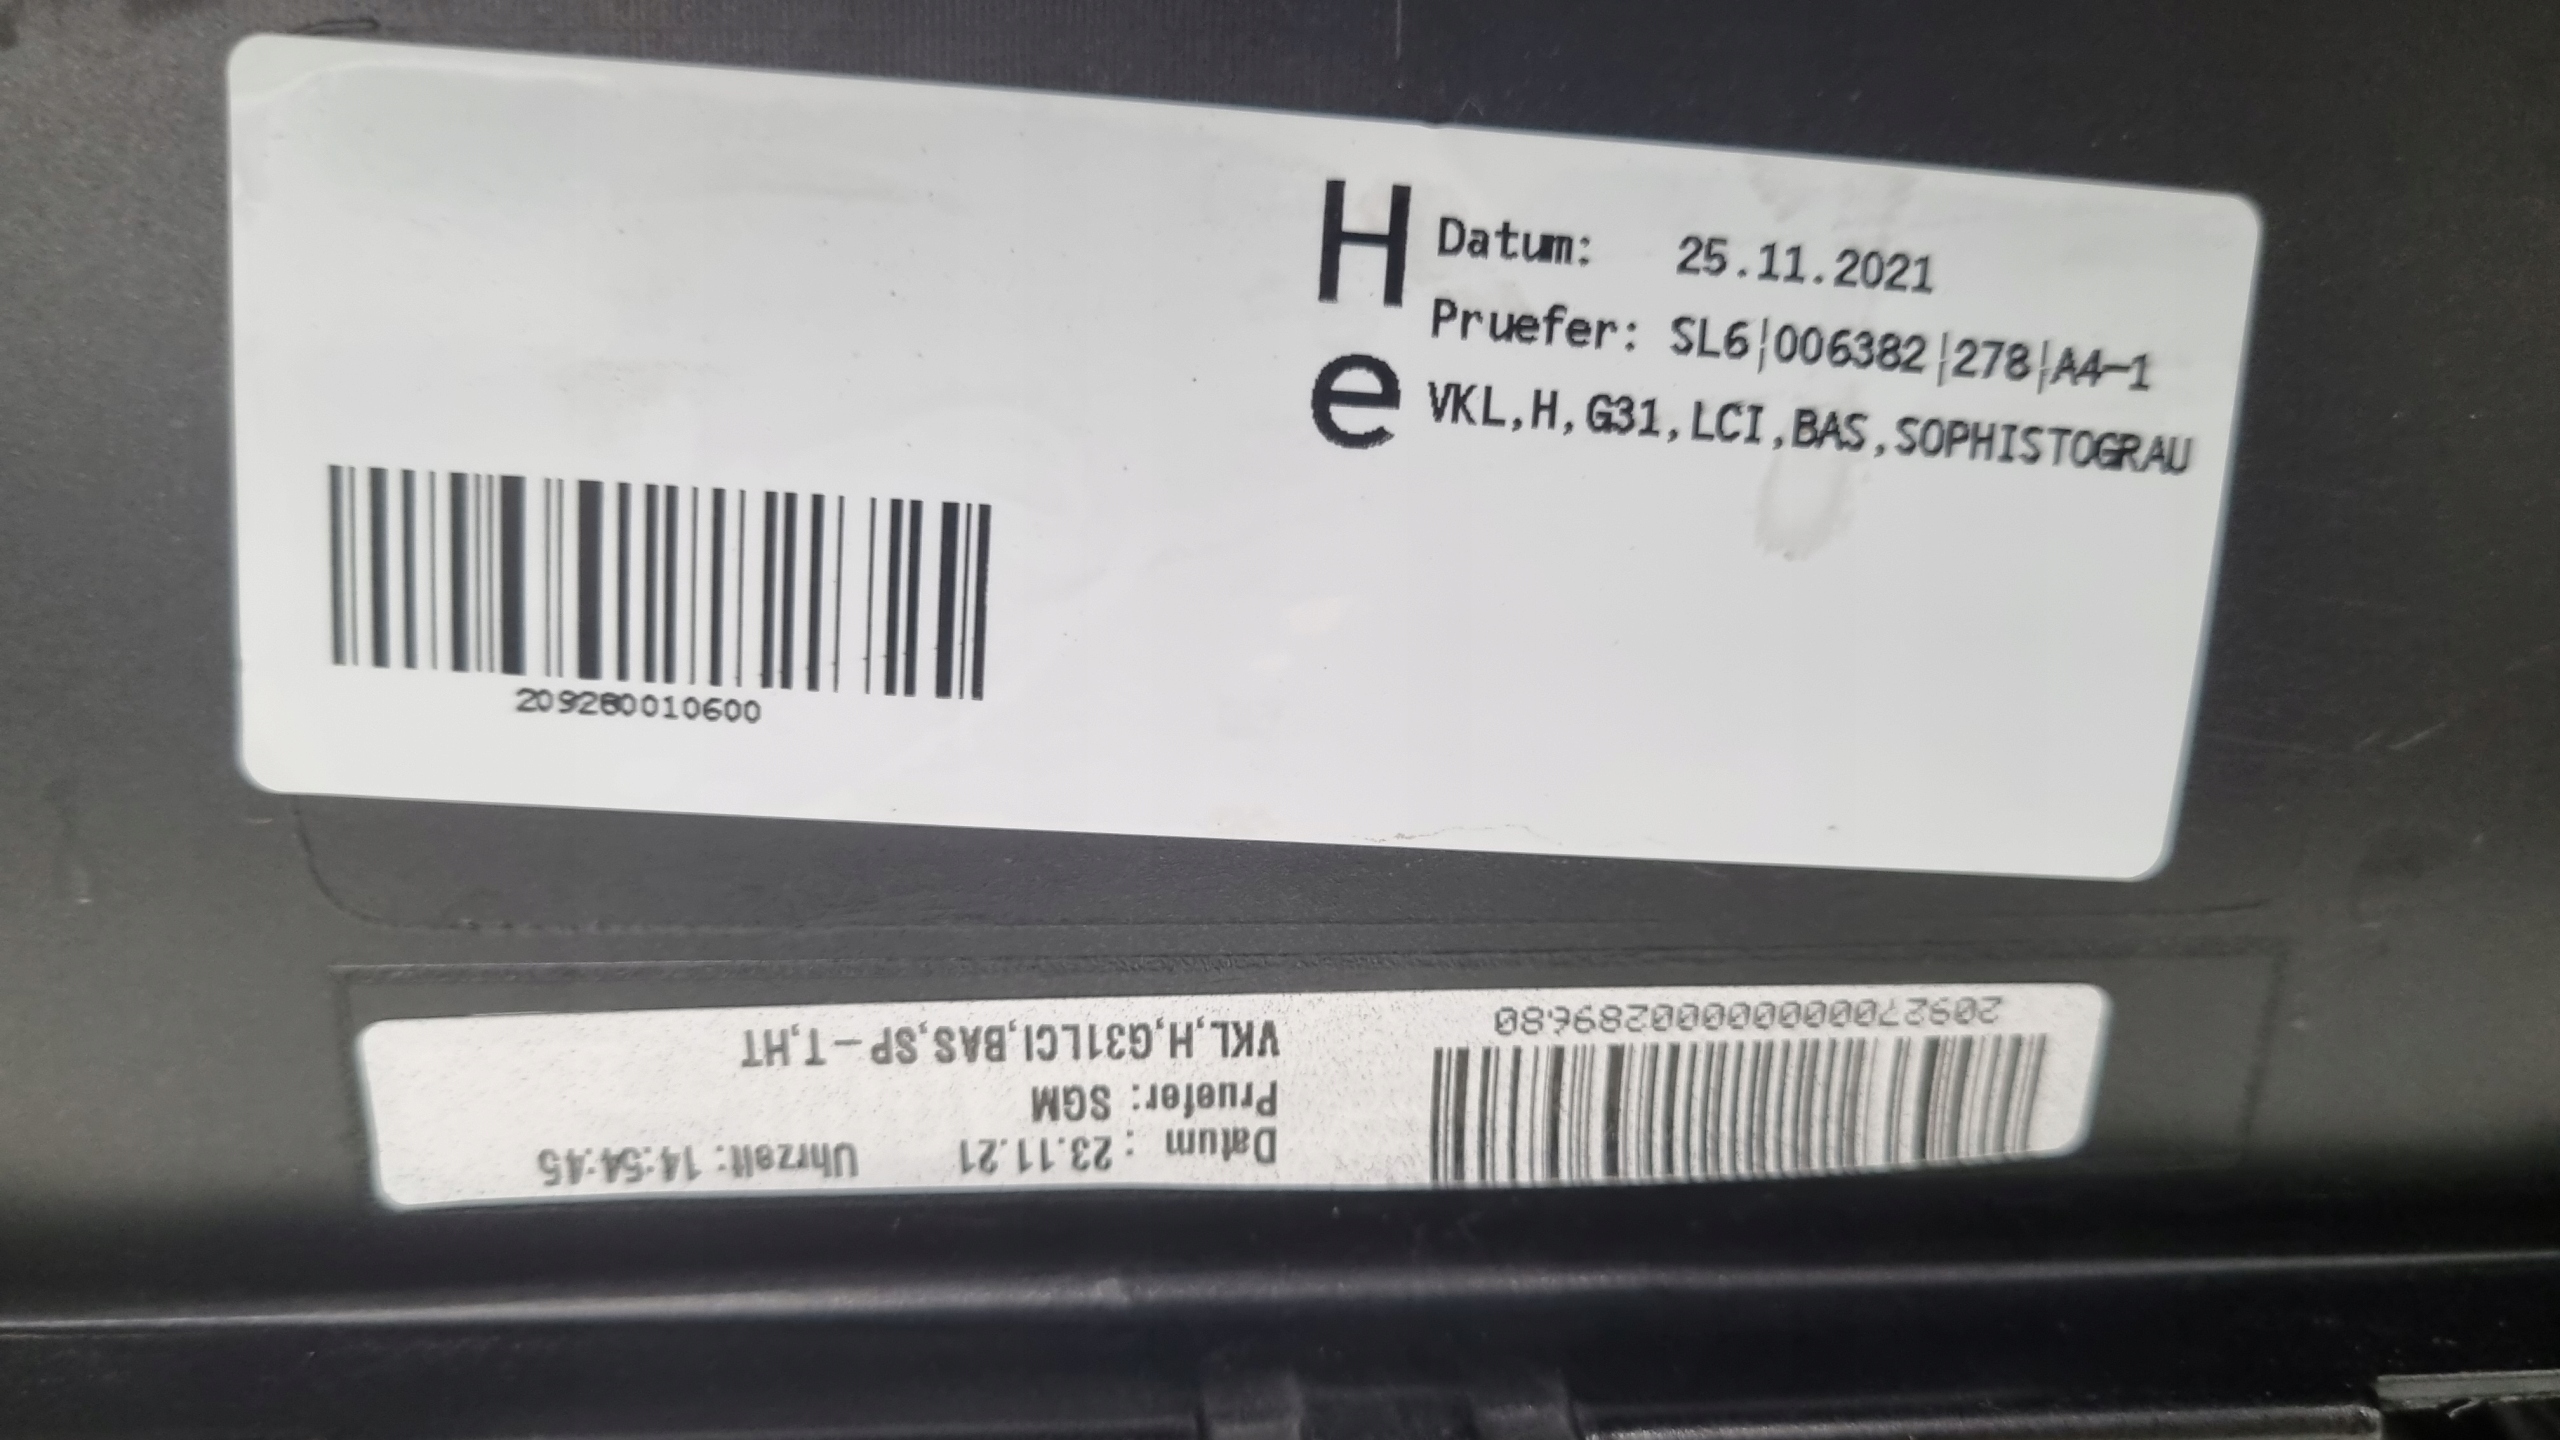 H
Datum: 25.11.2021
Pruefer: SL6|006382|278|A4-1
e
VKL,H,G31,LCI,BAS,SOPHISTOGRAU
209280010600
Datum : 23.11.21 Uhrzeit: 14:54:45
Pruefer: SGM
VKL,H,G31LCI,BAS,SP-T,HT